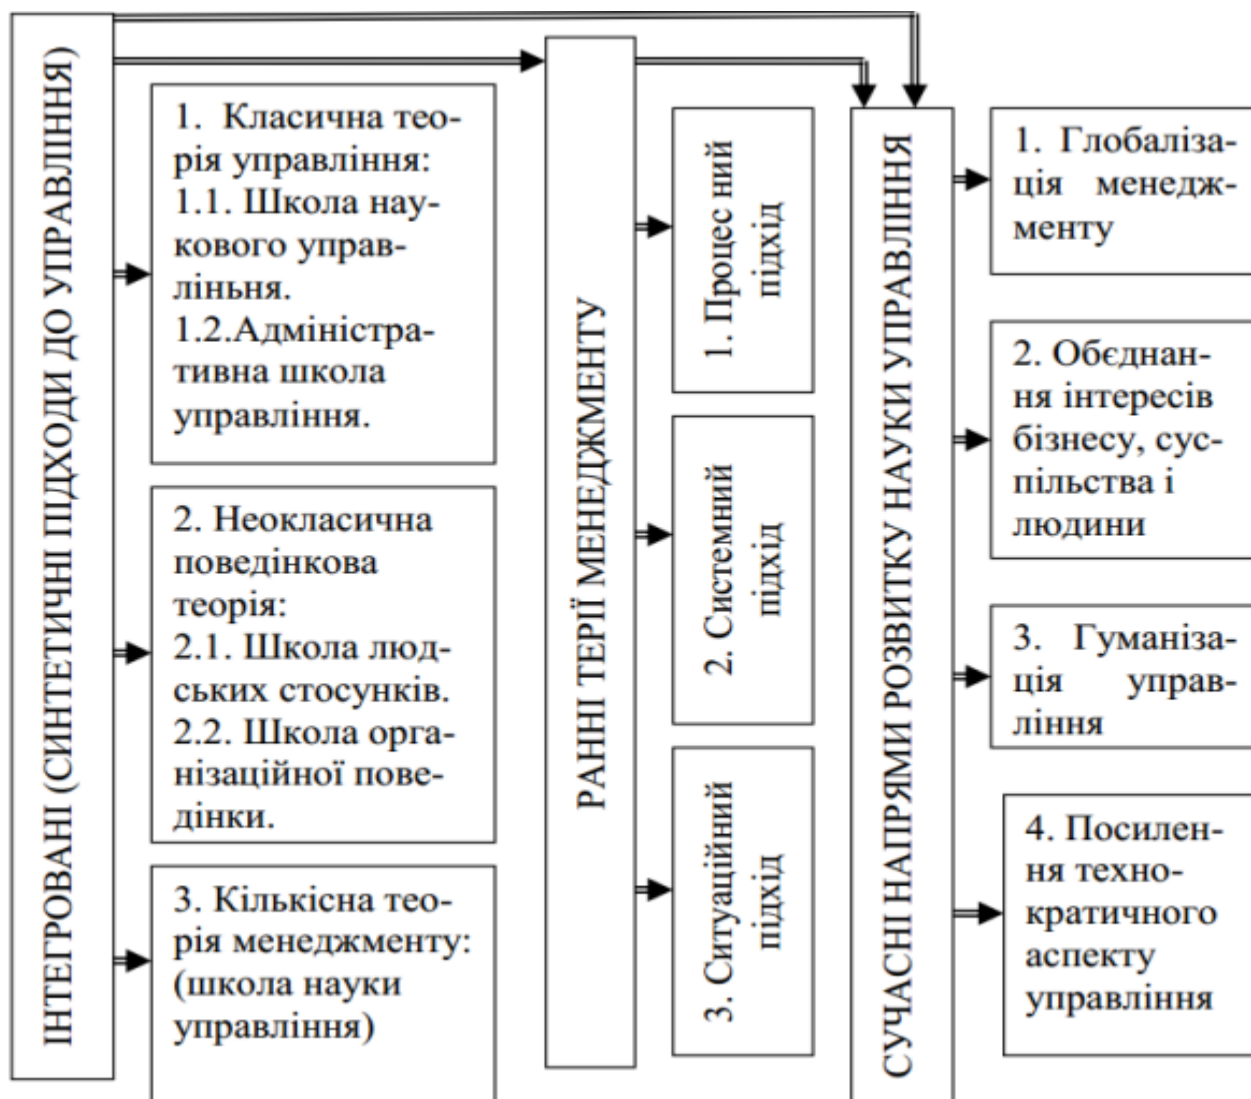 ІНТЕГРОВАНІ (СИНТЕТИЧНІ ПІДХОДИ ДО УПРАВЛІННЯ)
1. Класична тео-
рія управління:
1.1. Школа нау-
кового управ-
ліньня.
1.2.Адміністра-
тивна школа
управління.
2. Неокласична
поведінкова
теорія:
2.1. Школа люд-
ських стосунків.
2.2. Школа орга-
нізаційної пове-
дінки.
3. Кількісна тео-
рія менеджменту:
(школа науки
управління)
РАННІ ТЕРІЇ МЕНЕДЖМЕНТУ
1. Процес ний
підхід
2. Системний
підхід
3. Ситуаційний
підхід
СУЧАСНІ НАПРЯМИ РОЗВИТКУ НАУКИ УПРАВЛІННЯ
1. Глобаліза-
ція менедж-
менту
2. Обєднан-
ня інтересів
бізнесу, сус-
пільства і
людини
3. Гуманіза-
ція управ-
ління
4. Посилен-
ня техно-
кратичного
аспекту
управління